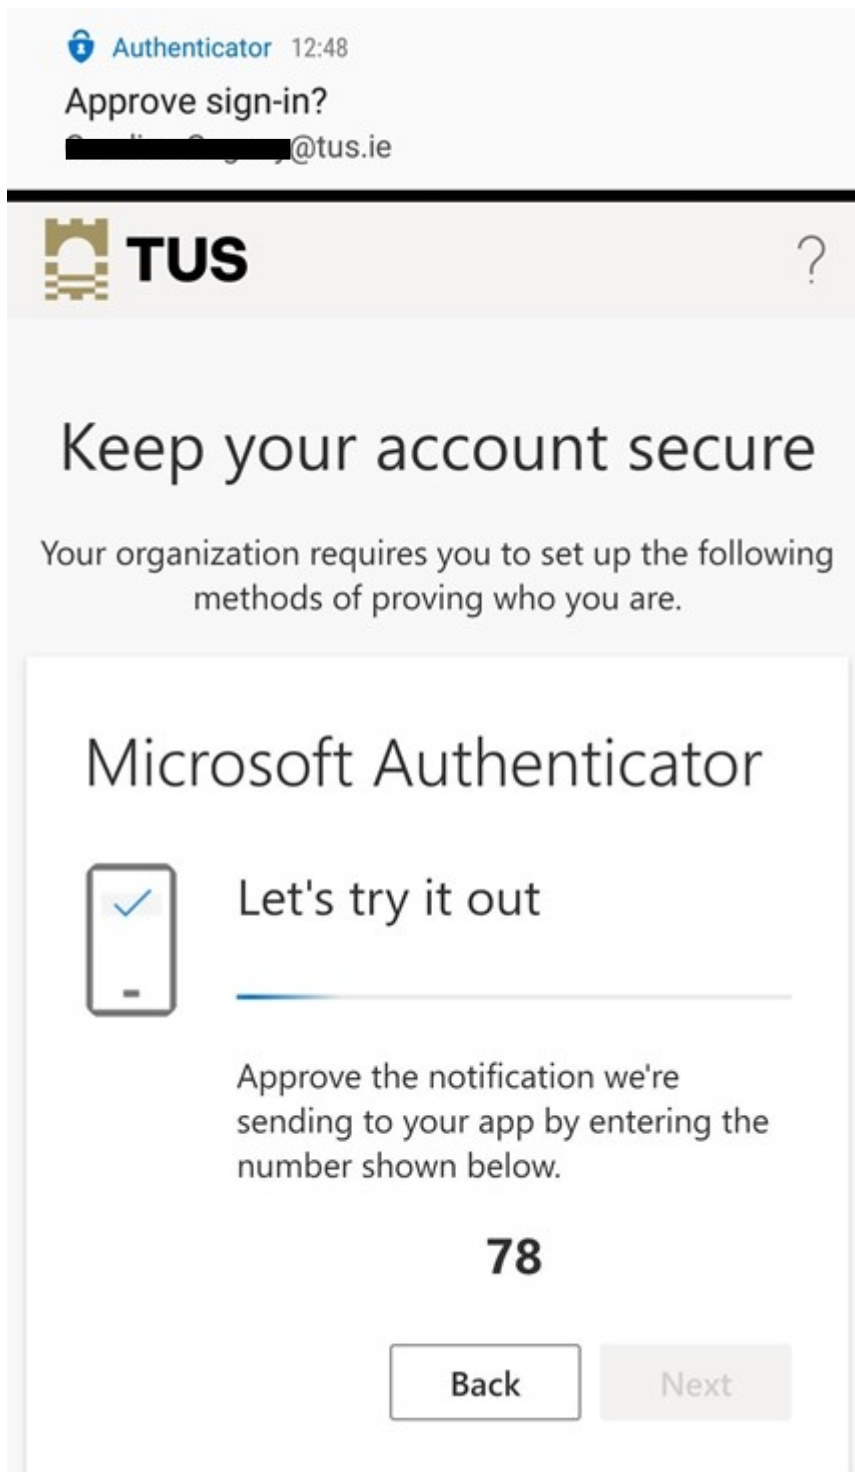 Authenticator 12:48
Approve sign-in?
@tus.ie
TUS
?
Keep your account secure
Your organization requires you to set up the following
methods of proving who you are.
Microsoft Authenticator
Let's try it out
Approve the notification we're
sending to your app by entering the
number shown below.
78
Back Next